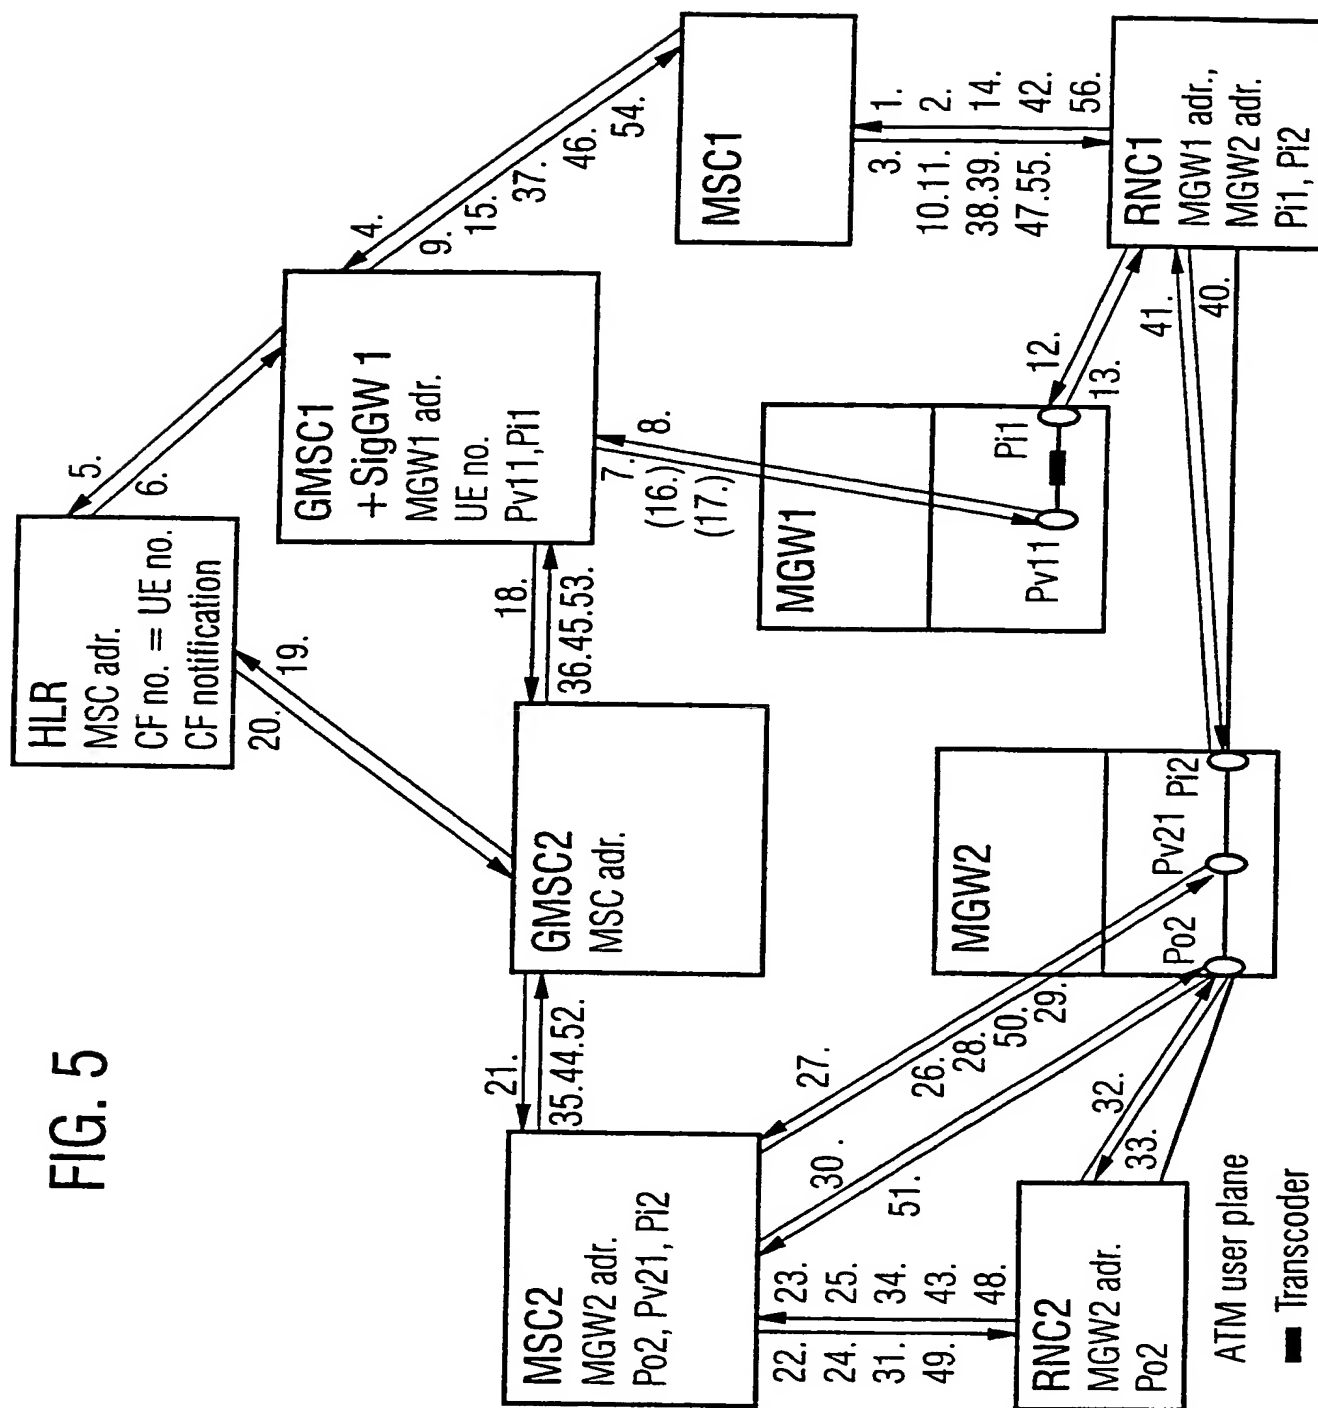 FIG. 5
HLR
MSC adr.
CF no. = UE no.
CF notification
5.
6.
19.
20.
GMSC1
+SigGW 1
MGW1 adr.
UE no.
Pv11,Pi1
4.
9.
15.
37.
46.
54.
MSC1
1.
2.
14.
42.
56.
3.
10.11.
38.39.
47.55.
RNC1
MGW1 adr.,
MGW2 adr.
Pi1, Pi2
7.
8.
(16.)
(17.)
MGW1
Pv11
Pi1
12.
13.
18.
36.45.53.
GMSC2
MSC adr.
21.
35.44.52.
MSC2
MGW2 adr.
Po2, Pv21, Pi2
27.
26.
28.
50.
29.
30.
51.
MGW2
Po2
Pv21
Pi2
41.
40.
22.
24.
31.
49.
23.
25.
34.
43.
48.
RNC2
MGW2 adr.
Po2
32.
33.
ATM user plane
Transcoder